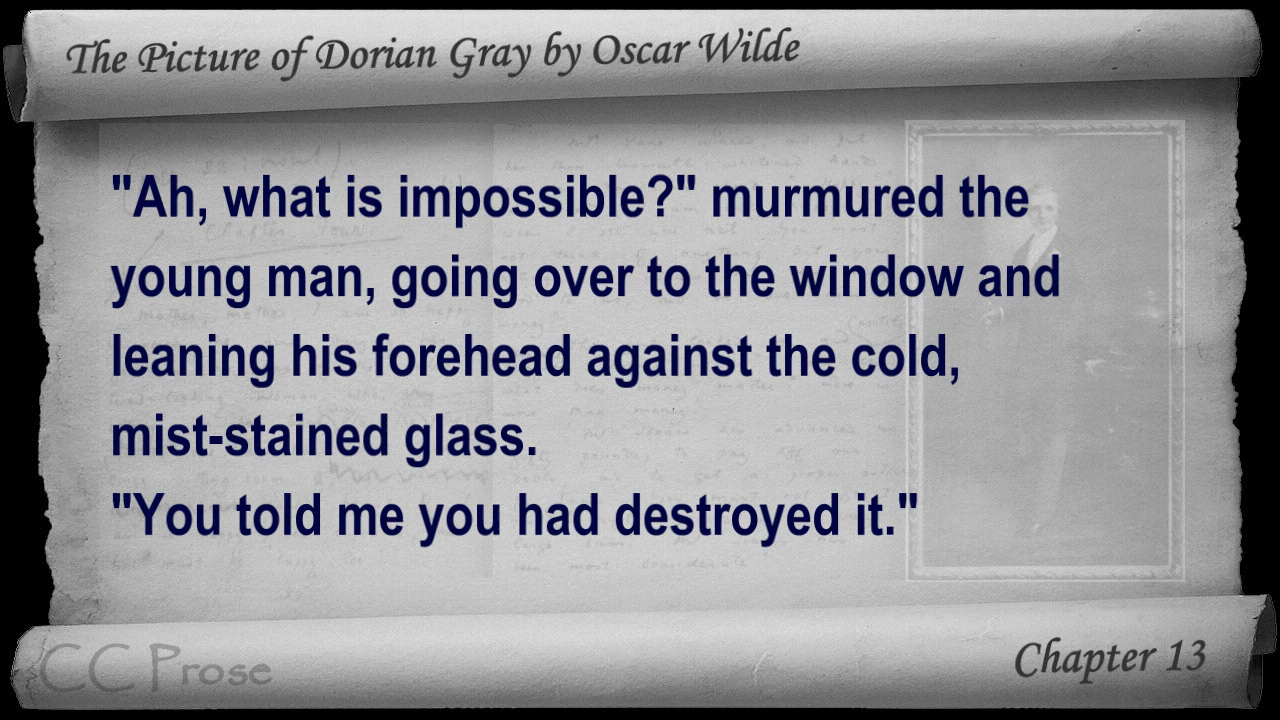 The Picture of Dorian Gray by Oscar Wilde
"Ah, what is impossible?" murmured the
young man, going over to the window and
leaning his forehead against the cold,
mist-stained glass.
"You told me you had destroyed it."
CC Prose
Chapter 13